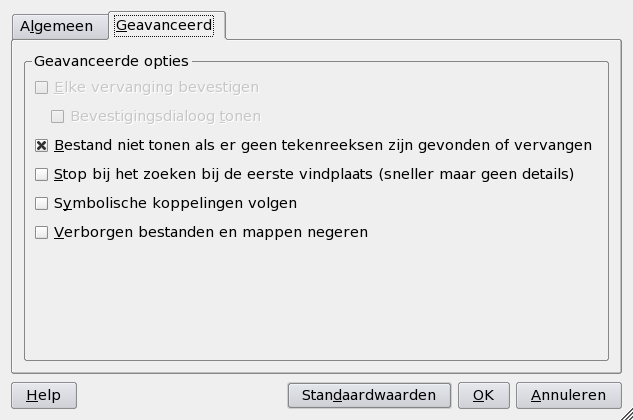 Algemeen Geavanceerd
Geavanceerde opties
Elke vervanging bevestigen
Bevestigingsdialoog tonen
Bestand niet tonen als er geen tekenreeksen zijn gevonden of vervangen
Stop bij het zoeken bij de eerste vindplaats (sneller maar geen details)
Symbolische koppelingen volgen
Verborgen bestanden en mappen negeren
Help Standaardwaarden OK Annuleren